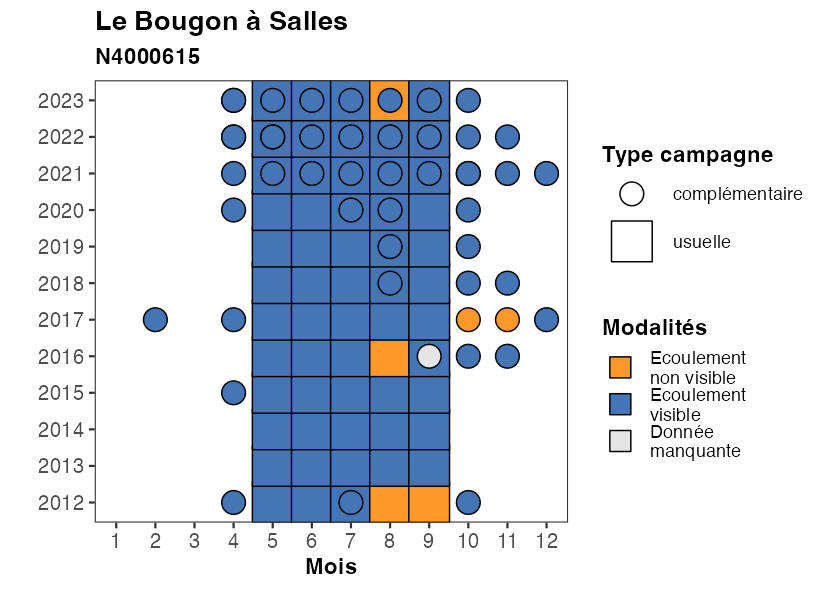 Le Bougon à Salles
N4000615
2023
2022
2021
2020
2019
2018
2017
2016
2015
2014
2013
2012
1 2 3 4 5 6 7 8 9 10 11 12
Mois
Type campagne
complémentaire
usuelle
Modalités
Ecoulement
non visible
Ecoulement
visible
Donnée
manquante